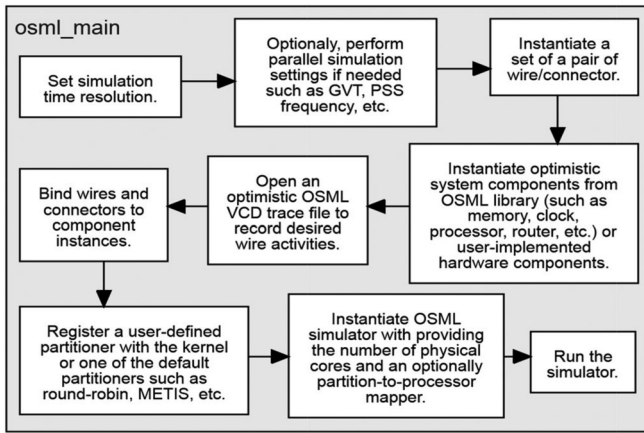 osml_main
Set simulation
time resolution.
Optionaly, perform
parallel simulation
settings if needed
such as GVT, PSS
frequency, etc.
Instantiate a
set of a pair of
wire/connector.
Instantiate optimistic
system components from
OSML library (such as
memory, clock,
processor, router, etc.) or
user-implemented
hardware components.
Open an
optimistic OSML
VCD trace file to
record desired
wire activities.
Bind wires and
connectors to
component
instances.
Register a user-defined
partitioner with the kernel
or one of the default
partitioners such as
round-robin, METIS, etc.
Instantiate OSML
simulator with providing
the number of physical
cores and an optionally
partition-to-processor
mapper.
Run the
simulator.